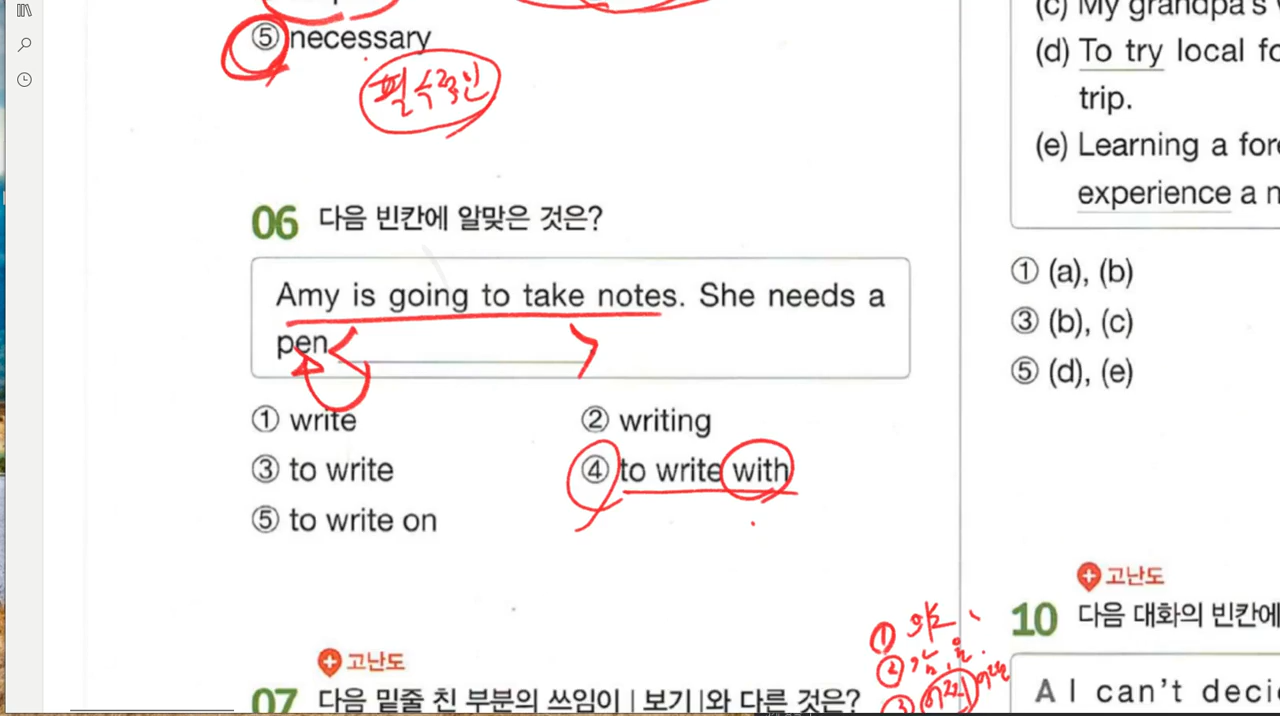 ⑤ necessary
필수적인
06 다음 빈칸에 알맞은 것은?
Amy is going to take notes. She needs a
pen
① write
② writing
③ to write
④ to write with
⑤ to write on
고난도
07 다음 밑줄 친 부분의 쓰임이 |보기|와 다른 것은?
①
②
③
(c) My grandpa's
(d) To try local
trip.
(e) Learning a
experience a
① (a), (b)
③ (b), (c)
⑤ (d), (e)
고난도
10 다음 대화의 빈칸에
A I can't